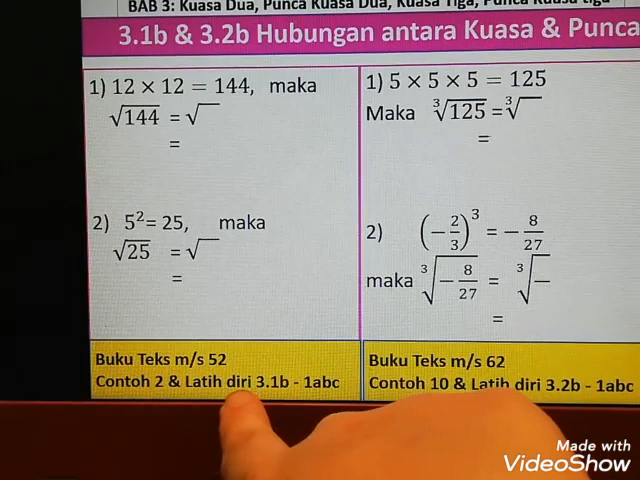 BAB 3: Kuasa Dua, Punca Kuasa Dua, Kuasa Tiga, Punca Kuasa tiga
3.1b & 3.2b Hubungan antara Kuasa & Punca
1) 12 × 12 = 144, maka
√144 = √
=
2) 5² = 25, maka
√25 = √
=
Buku Teks m/s 52
Contoh 2 & Latih diri 3.1b - 1abc
1) 5 × 5 × 5 = 125
Maka ∛125 = ∛
=
2) (-2/3)³ = -8/27
maka ∛-8/27 = ∛—
=
Buku Teks m/s 62
Contoh 10 & Latih diri 3.2b - 1abc
Made with
VideoShow